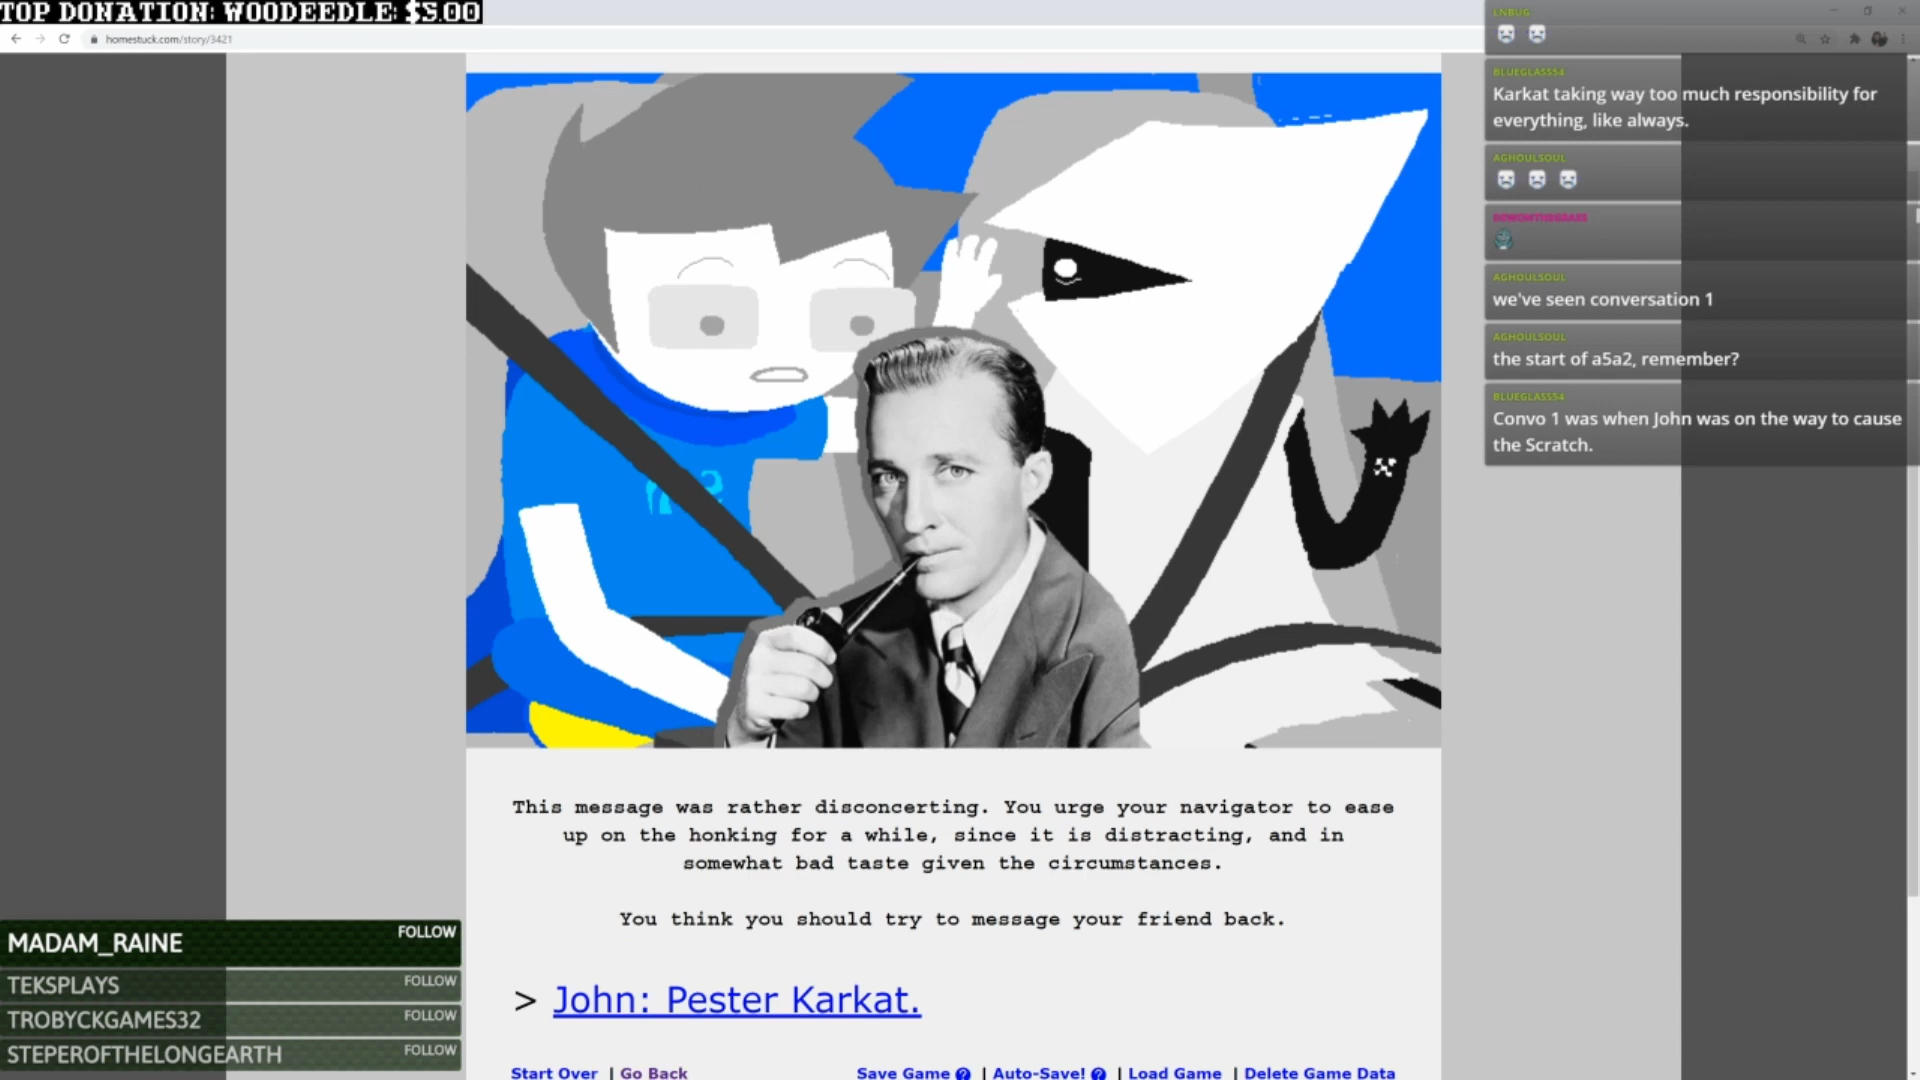 TOP DONATION: WOODEEDLE: $5.00
homestuck.com/story/3421
LNBUG
BLUEGLASS54
Karkat taking way too much responsibility for
everything, like always.
AGHOULSOUL
AGHOULSOUL
we've seen conversation 1
AGHOULSOUL
the start of a5a2, remember?
BLUEGLASS54
Convo 1 was when John was on the way to cause
the Scratch.
This message was rather disconcerting. You urge your navigator to ease
up on the honking for a while, since it is distracting, and in
somewhat bad taste given the circumstances.
You think you should try to message your friend back.
> John: Pester Karkat.
Start Over | Go Back
Save Game ? | Auto-Save! ? | Load Game | Delete Game Data
MADAM_RAINE FOLLOW
TEKSPLAYS FOLLOW
TROBYCKGAMES32 FOLLOW
STEPEROFTHELONGEARTH FOLLOW